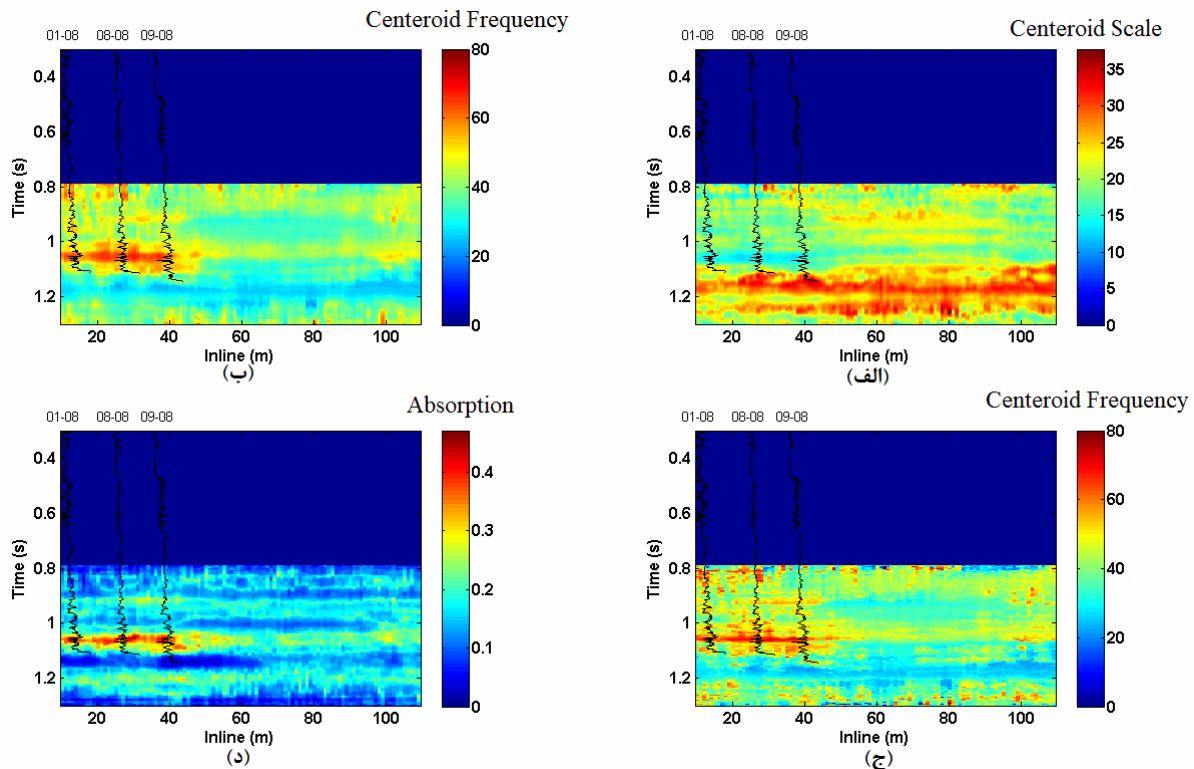 Centeroid Frequency
01-08 08-08 09-08
80
60
40
20
0
Time (s)
0.4
0.6
0.8
1
1.2
20 40 60 80 100
Inline (m)
(ب)
Centeroid Scale
01-08 08-08 09-08
35
30
25
20
15
10
5
0
Time (s)
0.4
0.6
0.8
1
1.2
20 40 60 80 100
Inline (m)
(الف)
Absorption
01-08 08-08 09-08
0.4
0.3
0.2
0.1
0
Time (s)
0.4
0.6
0.8
1
1.2
20 40 60 80 100
Inline (m)
(د)
Centeroid Frequency
01-08 08-08 09-08
80
60
40
20
0
Time (s)
0.4
0.6
0.8
1
1.2
20 40 60 80 100
Inline (m)
(ج)